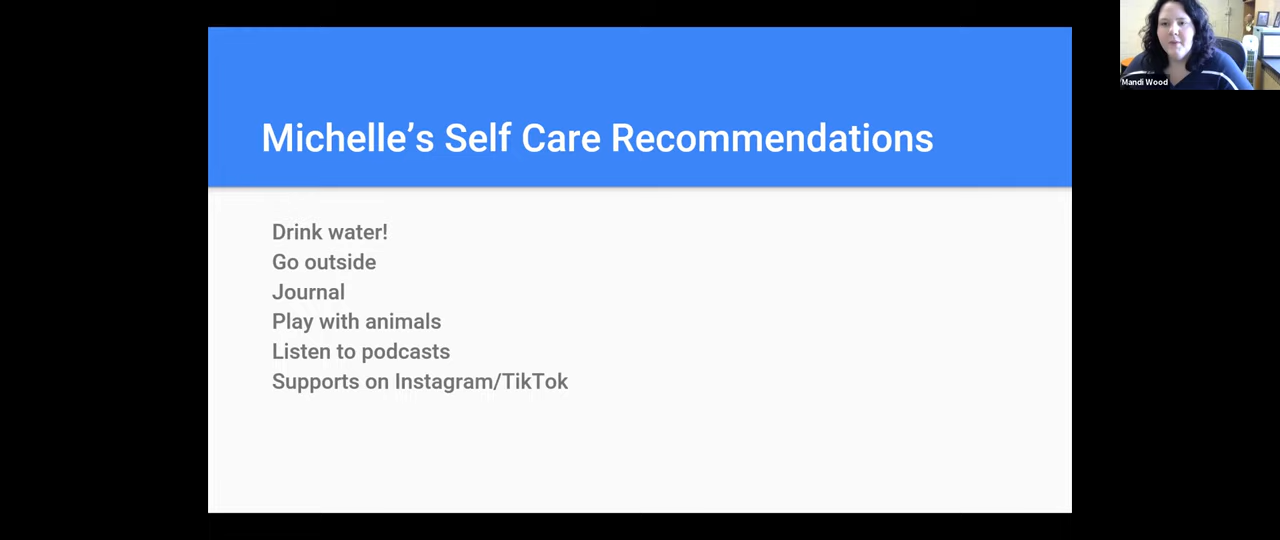 Michelle’s Self Care Recommendations
Drink water!
Go outside
Journal
Play with animals
Listen to podcasts
Supports on Instagram/TikTok
Mandi Wood